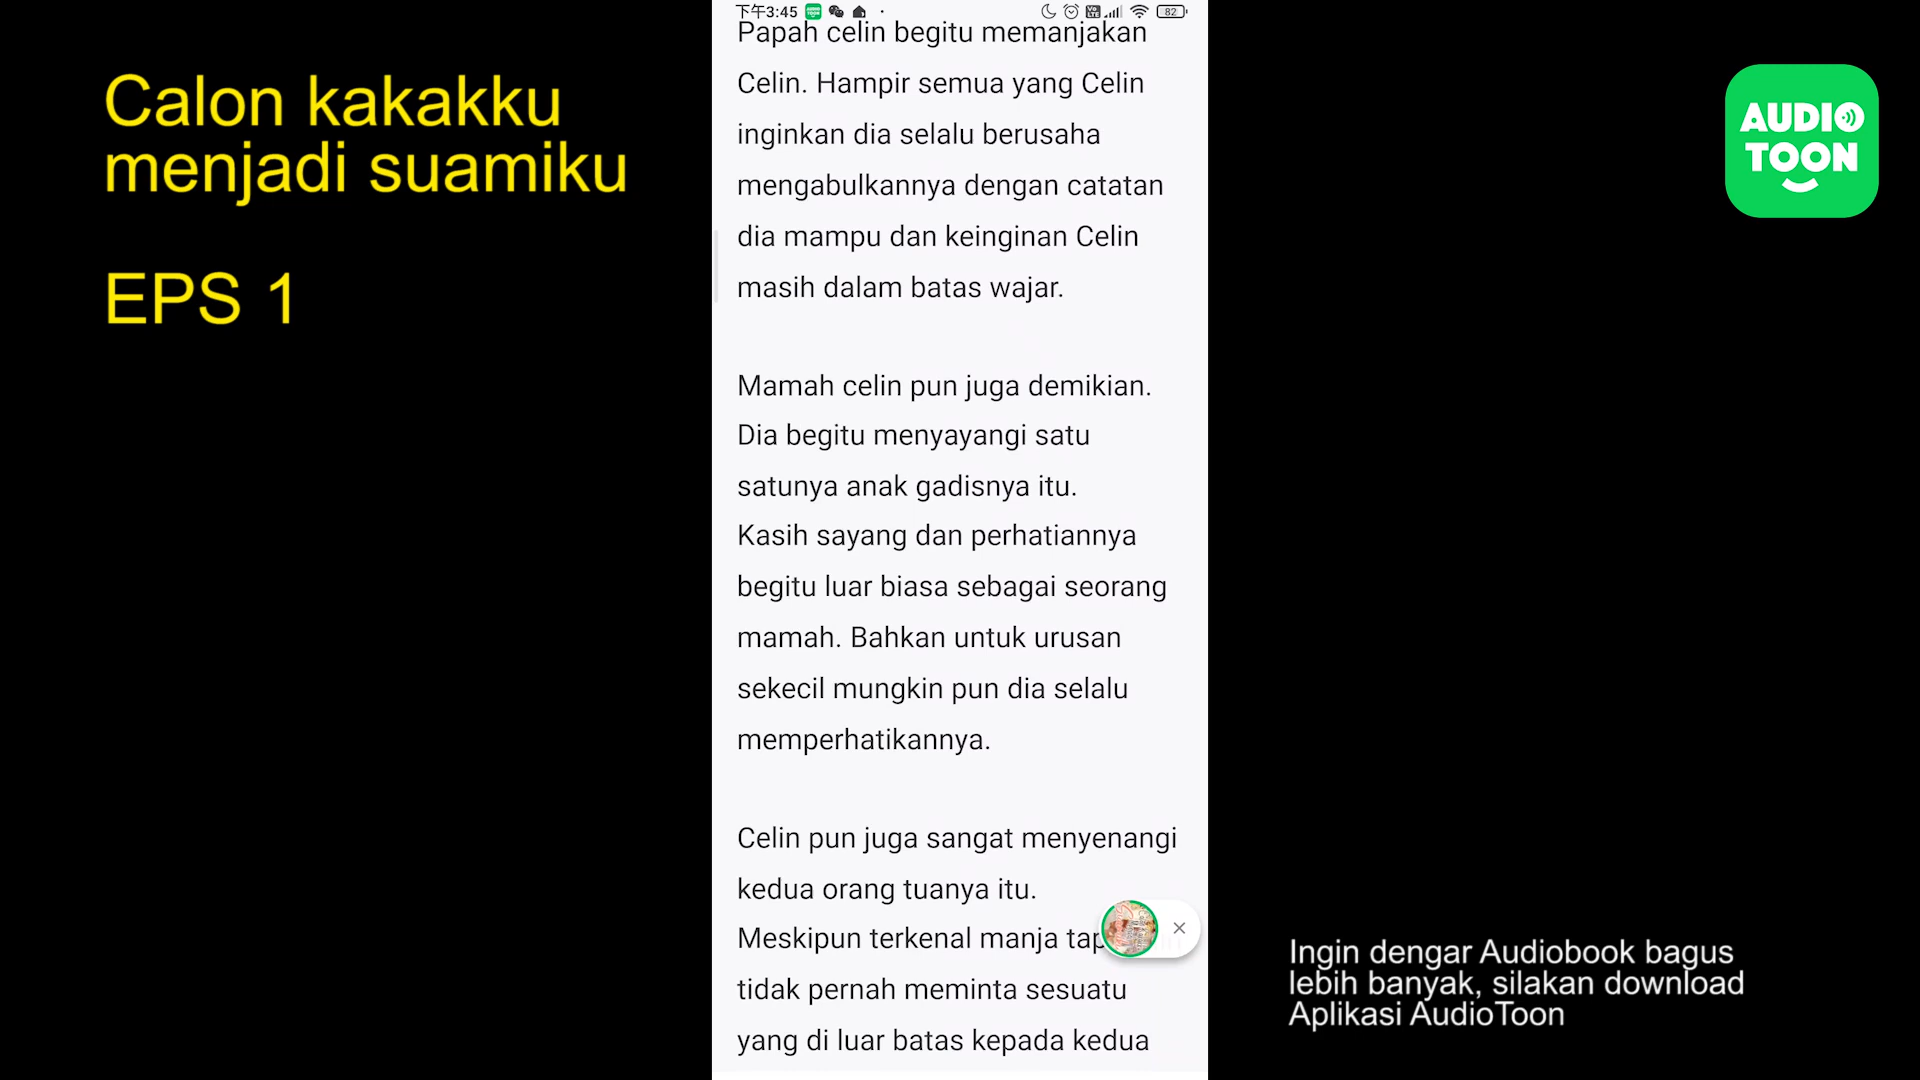 Calon kakakku
menjadi suamiku
EPS 1
下午3:45
82
Papah celin begitu memanjakan
Celin. Hampir semua yang Celin
inginkan dia selalu berusaha
mengabulkannya dengan catatan
dia mampu dan keinginan Celin
masih dalam batas wajar.
Mamah celin pun juga demikian.
Dia begitu menyayangi satu
satunya anak gadisnya itu.
Kasih sayang dan perhatiannya
begitu luar biasa sebagai seorang
mamah. Bahkan untuk urusan
sekecil mungkin pun dia selalu
memperhatikannya.
Celin pun juga sangat menyenangi
kedua orang tuanya itu.
Meskipun terkenal manja
tidak pernah meminta sesuatu
yang di luar batas kepada kedua
AUDIO
TOON
Ingin dengar Audiobook bagus
lebih banyak, silakan download
Aplikasi AudioToon